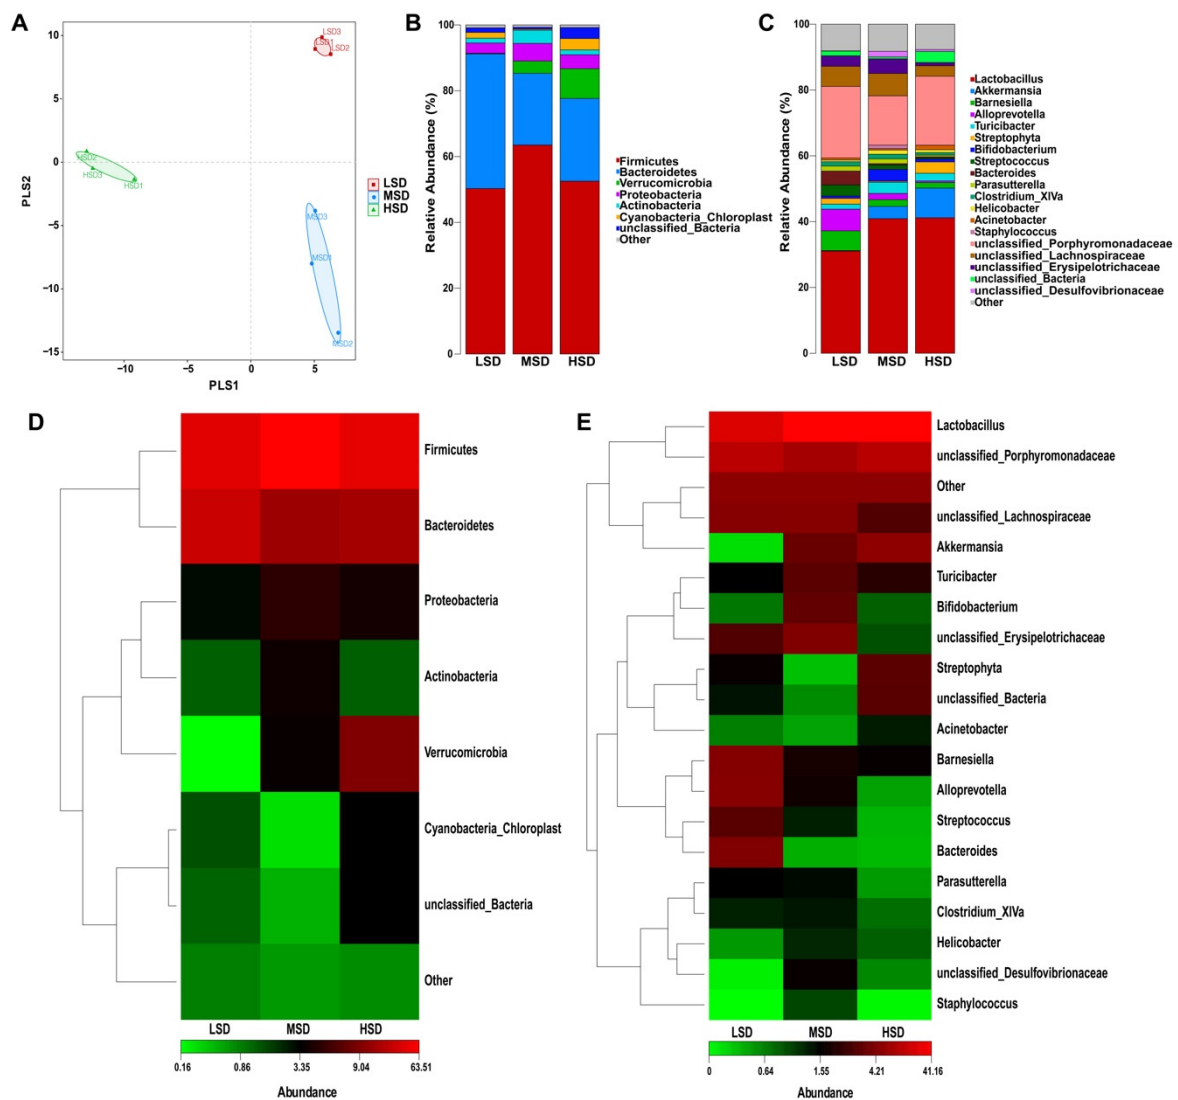 A
10
5
0
−5
−10
−15
PLS2
−10
−5
0
5
PLS1
LSD3
LSD1
LSD2
HSD2
HSD3
HSD1
MSD3
MSD1
MSD2
LSD
MSD
HSD
B
Relative Abundance (%)
100
80
60
40
20
0
LSD MSD HSD
Firmicutes
Bacteroidetes
Verrucomicrobia
Proteobacteria
Actinobacteria
Cyanobacteria_Chloroplast
unclassified_Bacteria
Other
C
Relative Abundance (%)
100
80
60
40
20
0
LSD MSD HSD
Lactobacillus
Akkermansia
Barnesiella
Alloprevotella
Turicibacter
Streptophyta
Bifidobacterium
Streptococcus
Bacteroides
Parasutterella
Clostridium_XIVa
Helicobacter
Acinetobacter
Staphylococcus
unclassified_Porphyromonadaceae
unclassified_Lachnospiraceae
unclassified_Erysipelotrichaceae
unclassified_Bacteria
unclassified_Desulfovibrionaceae
Other
D
Firmicutes
Bacteroidetes
Proteobacteria
Actinobacteria
Verrucomicrobia
Cyanobacteria_Chloroplast
unclassified_Bacteria
Other
LSD MSD HSD
0.16 0.86 3.35 9.04 63.51
Abundance
E
Lactobacillus
unclassified_Porphyromonadaceae
Other
unclassified_Lachnospiraceae
Akkermansia
Turicibacter
Bifidobacterium
unclassified_Erysipelotrichaceae
Streptophyta
unclassified_Bacteria
Acinetobacter
Barnesiella
Alloprevotella
Streptococcus
Bacteroides
Parasutterella
Clostridium_XIVa
Helicobacter
unclassified_Desulfovibrionaceae
Staphylococcus
LSD MSD HSD
0 0.64 1.55 4.21 41.16
Abundance